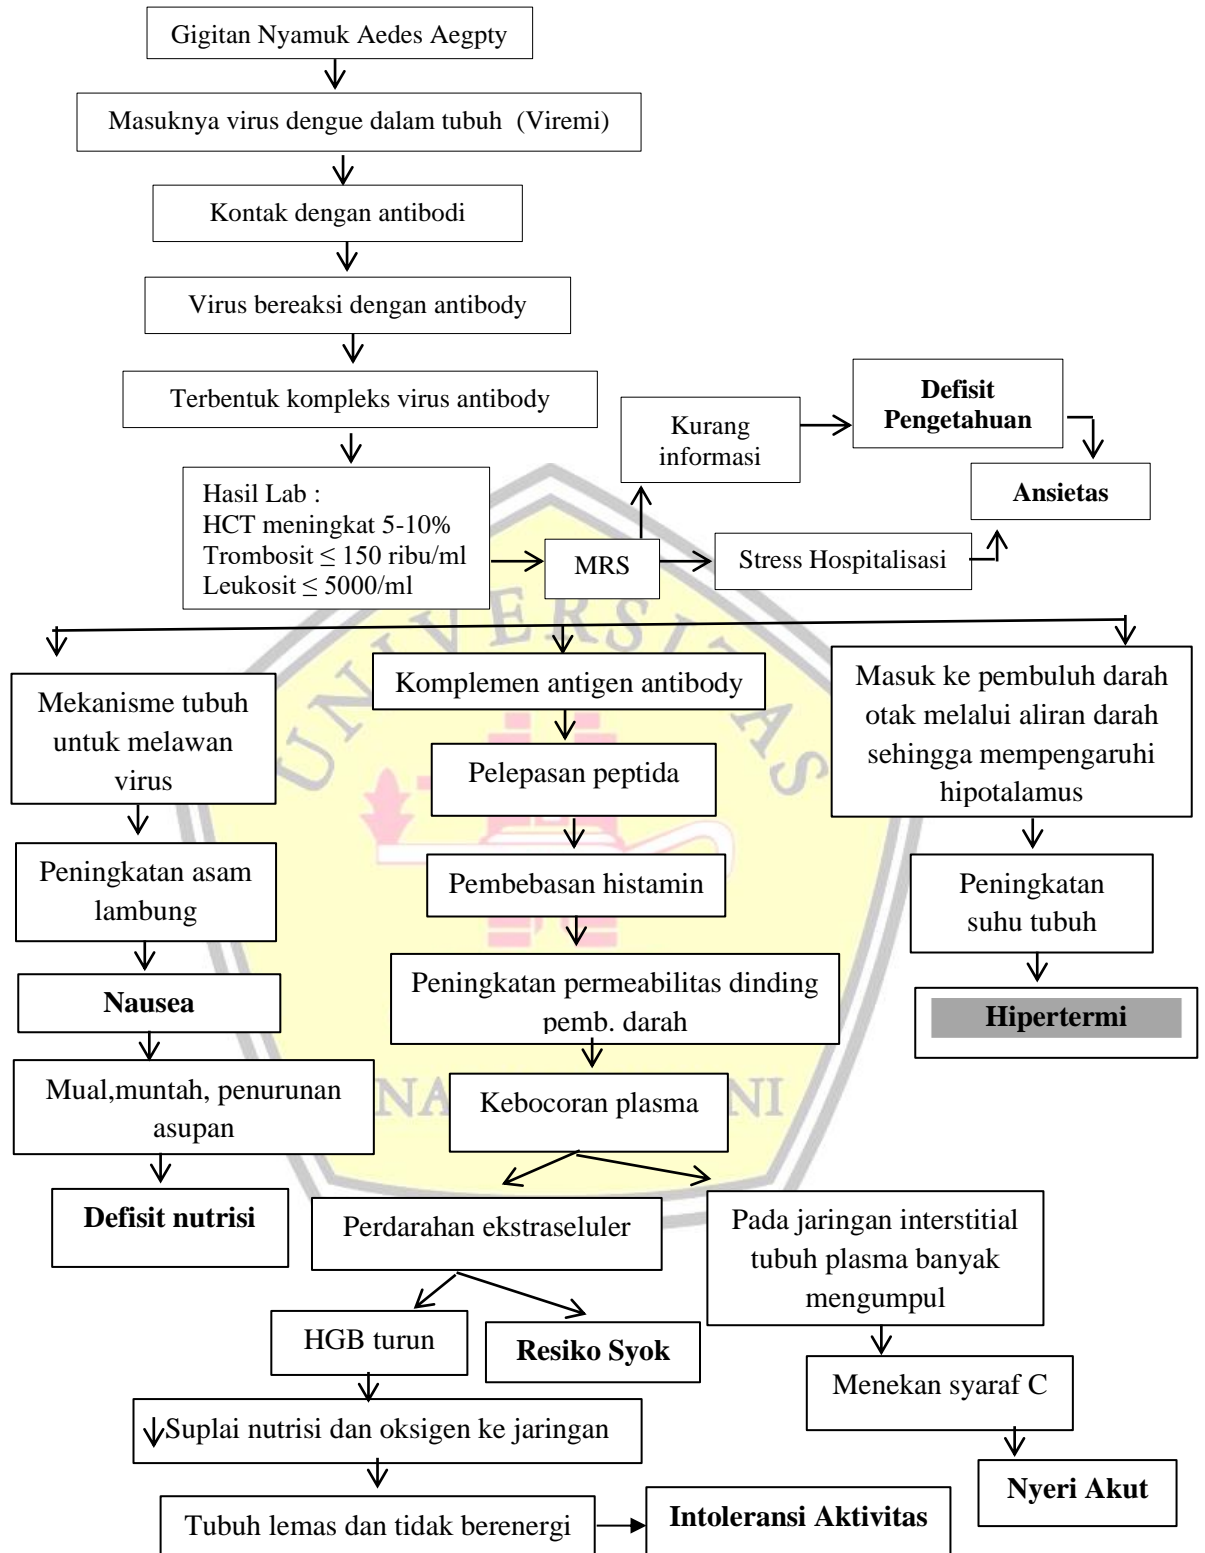 Gigitan Nyamuk Aedes Aegpty
Masuknya virus dengue dalam tubuh (Viremi)
Kontak dengan antibodi
Virus bereaksi dengan antibody
Terbentuk kompleks virus antibody
Hasil Lab :
HCT meningkat 5-10%
Trombosit ≤ 150 ribu/ml
Leukosit ≤ 5000/ml
MRS
Kurang
informasi
Defisit
Pengetahuan
Stress Hospitalisasi
Ansietas
UNIVERSITAS
Mekanisme tubuh
untuk melawan
virus
Peningkatan asam
lambung
Nausea
Mual,muntah, penurunan
asupan
Defisit nutrisi
Komplemen antigen antibody
Pelepasan peptida
Pembebasan histamin
Peningkatan permeabilitas dinding
pemb. darah
Kebocoran plasma
NA
NI
Perdarahan ekstraseluler
HGB turun
Resiko Syok
↓Suplai nutrisi dan oksigen ke jaringan
Tubuh lemas dan tidak berenergi
Intoleransi Aktivitas
Pada jaringan interstitial
tubuh plasma banyak
mengumpul
Menekan syaraf C
Nyeri Akut
Masuk ke pembuluh darah
otak melalui aliran darah
sehingga mempengaruhi
hipotalamus
Peningkatan
suhu tubuh
Hipertermi